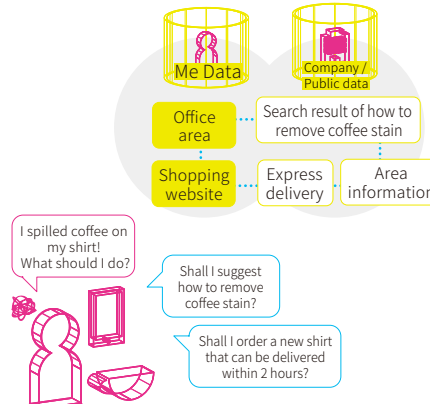 Me Data
Company /
Public data
Office
area
Search result of how to
remove coffee stain
Shopping
website
Express
delivery
Area
information
I spilled coffee on
my shirt!
What should I do?
Shall I suggest
how to remove
coffee stain?
Shall I order a new shirt
that can be delivered
within 2 hours?